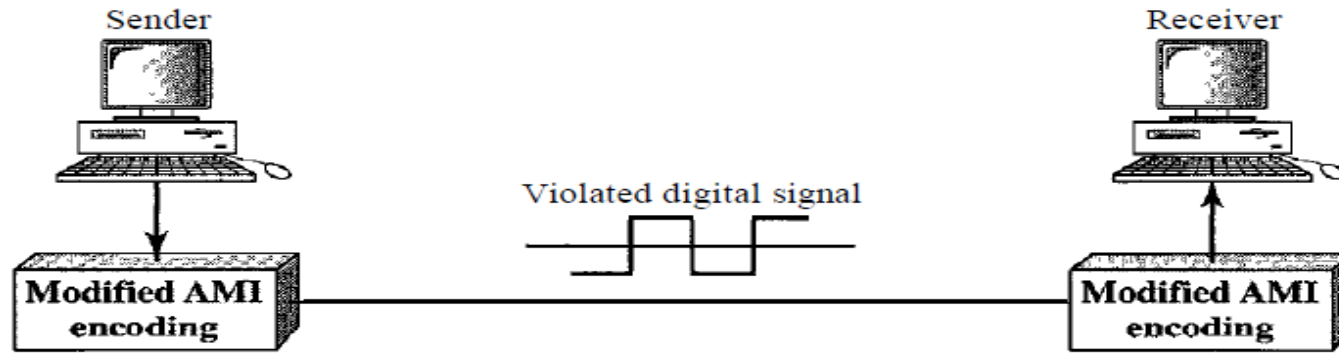 Sender
Receiver
Violated digital signal
Modified AMI
encoding
Modified AMI
encoding